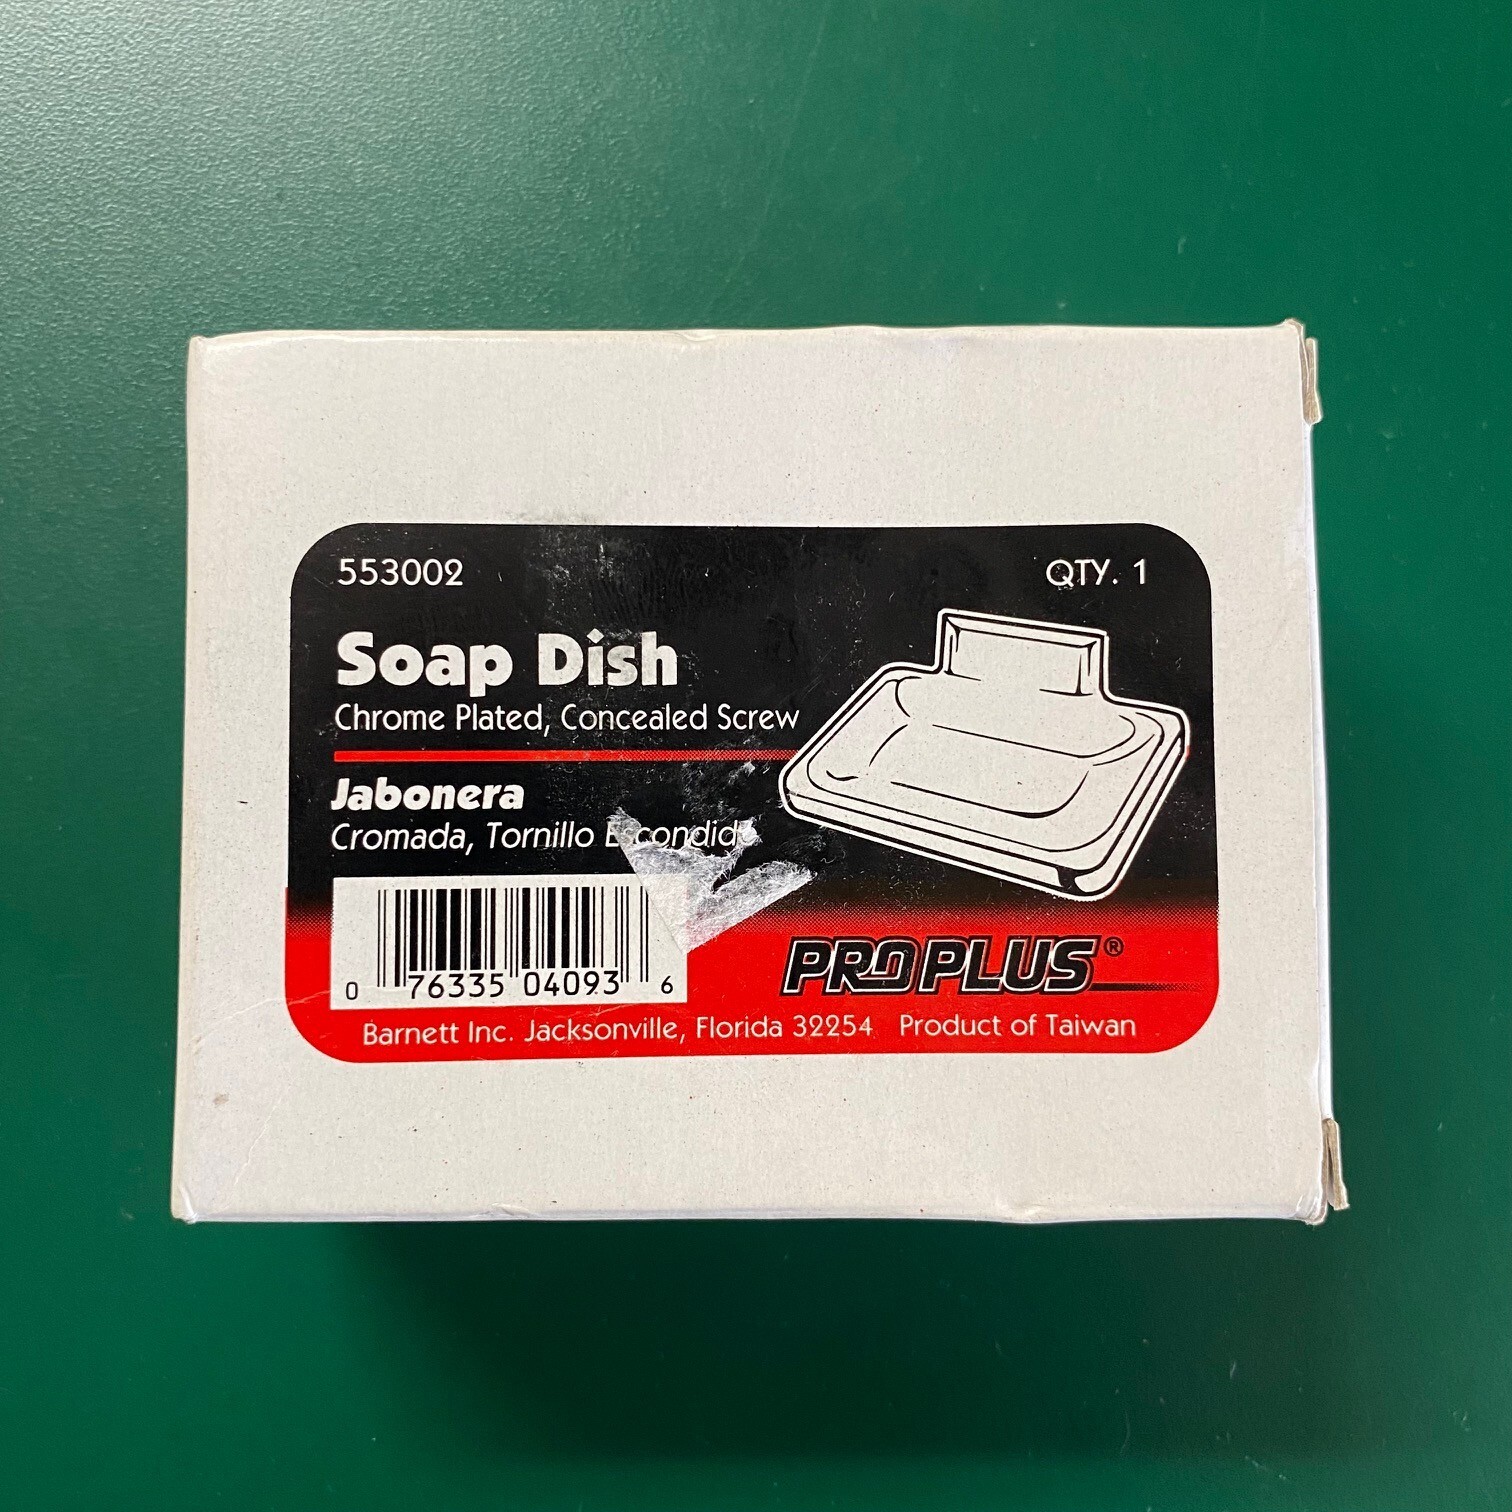 553002 QTY. 1
Soap Dish
Chrome Plated, Concealed Screw
Jabonera
Cromada, Tornillo Escondido
0 76335 04093 6
PROPLUS®
Barnett Inc. Jacksonville, Florida 32254 Product of Taiwan